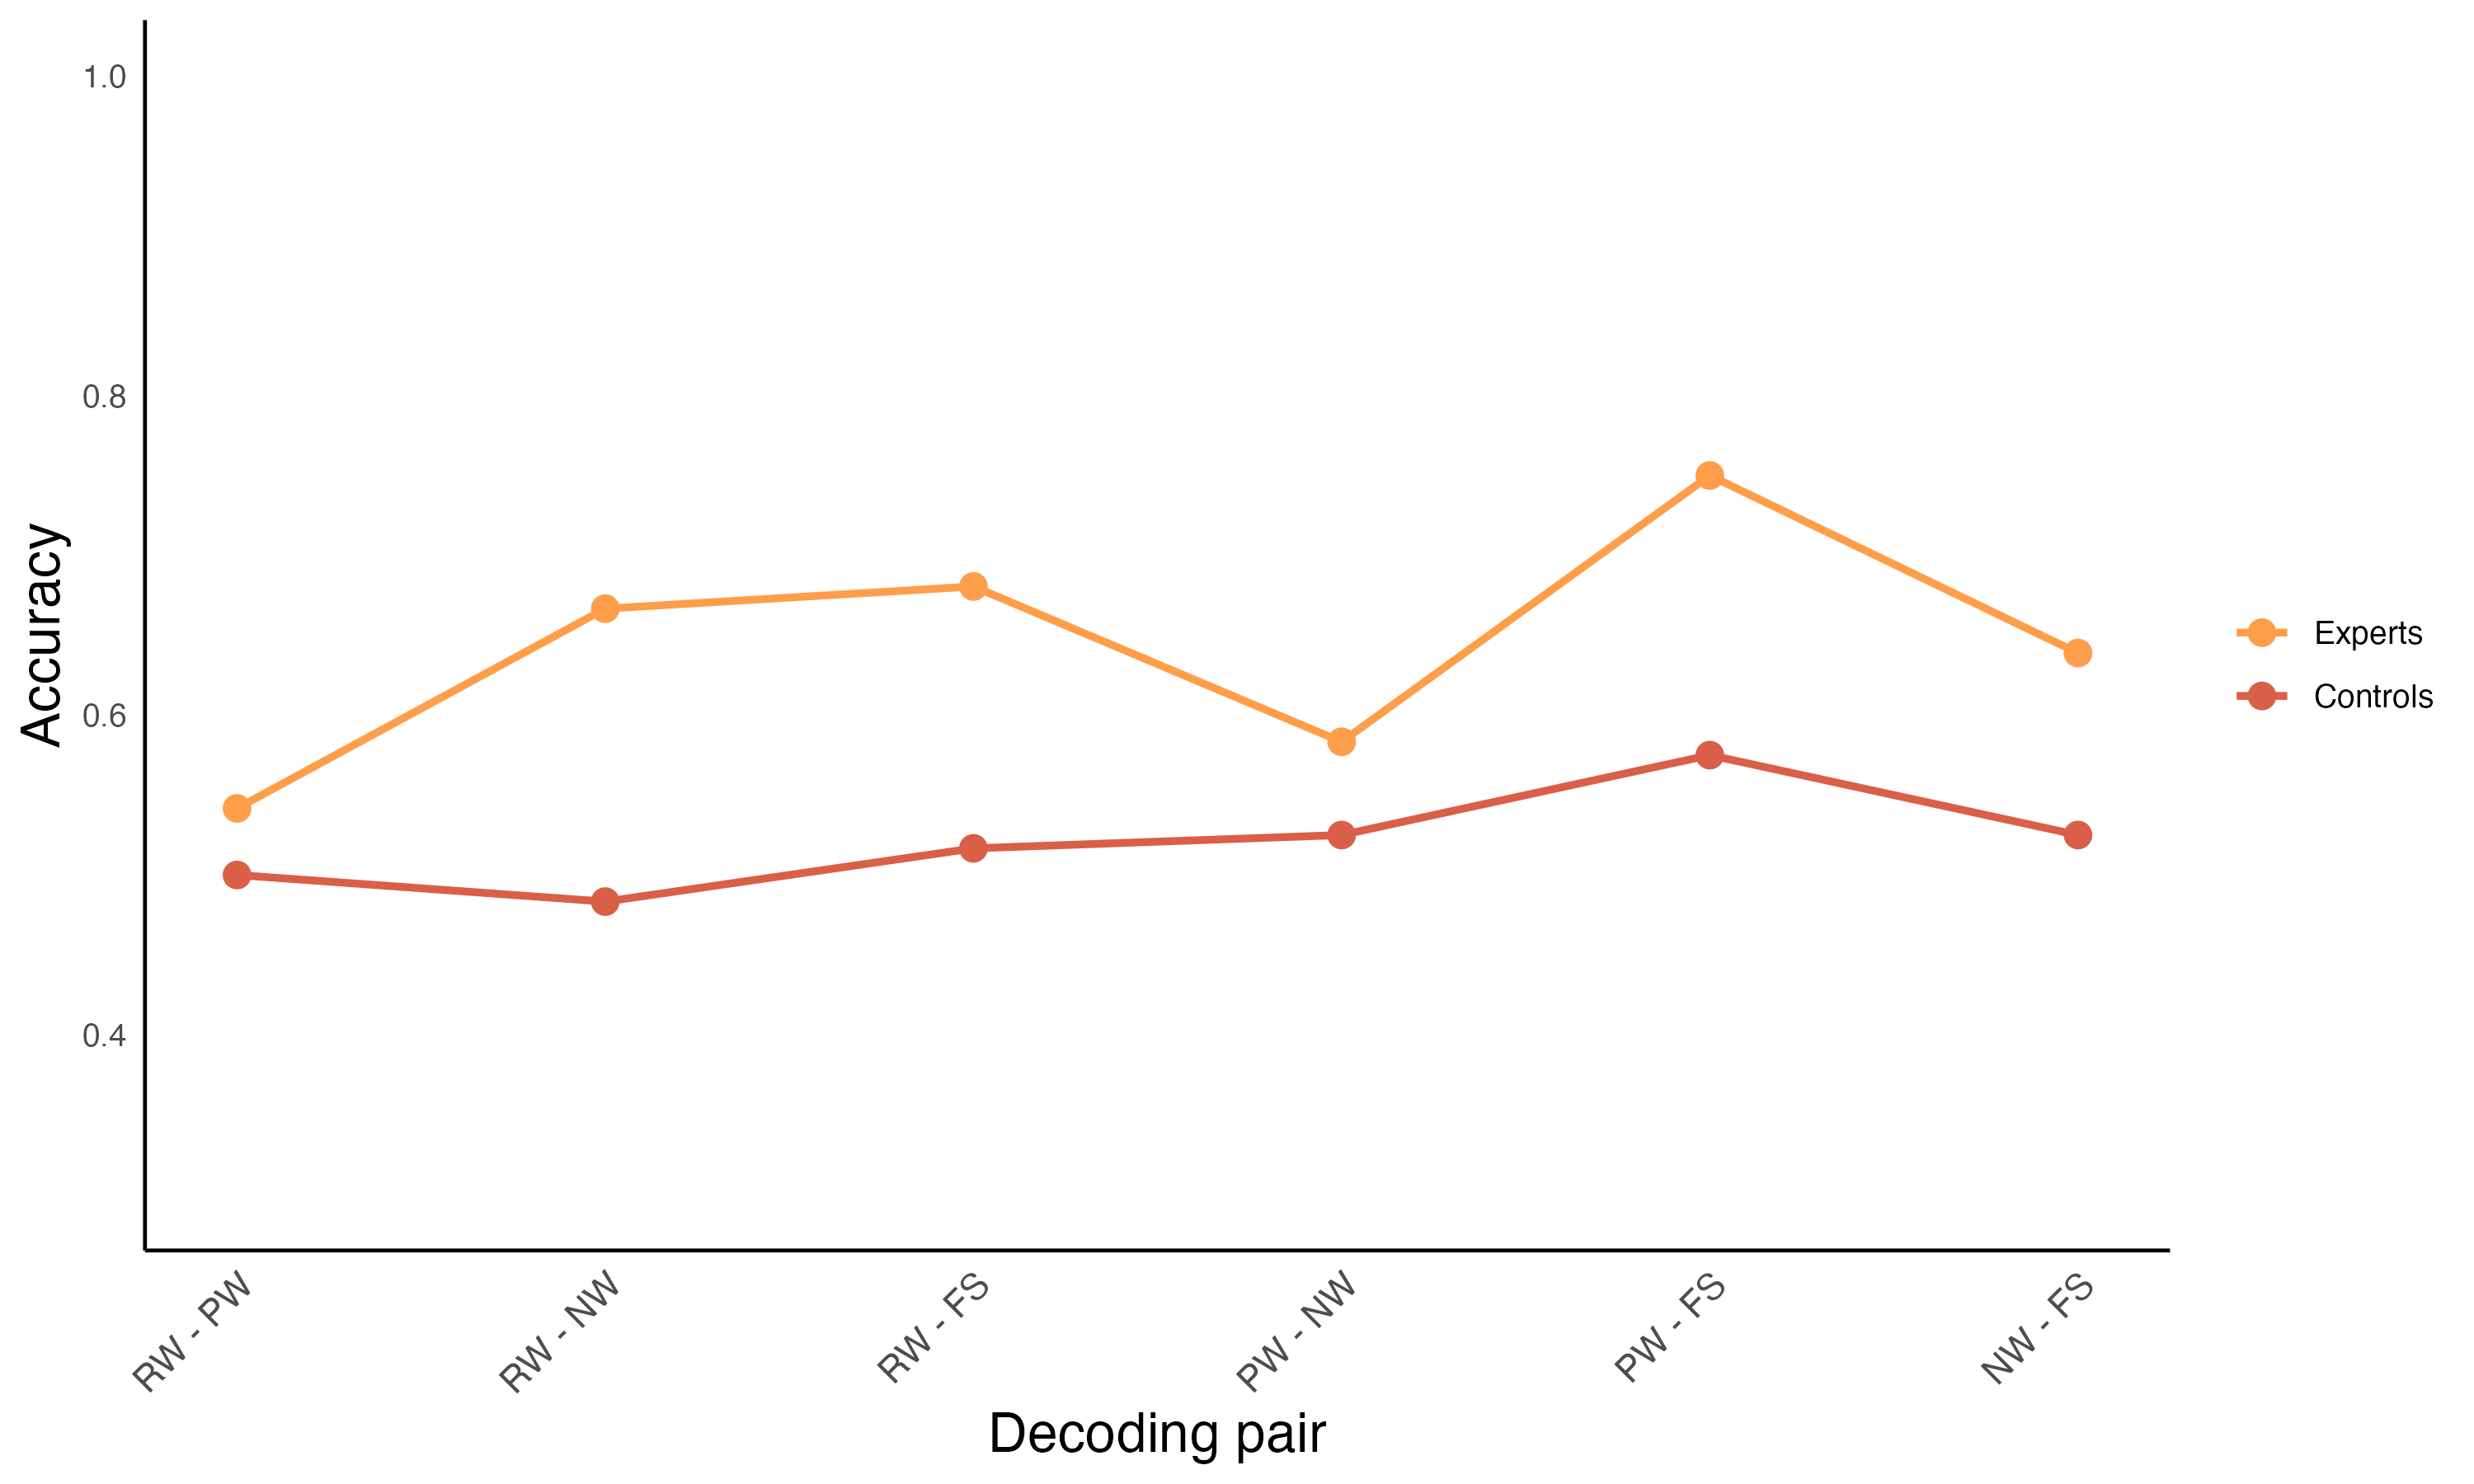 1.0
0.8
0.6
0.4
Accuracy
RW - PW
RW - NW
RW - FS
PW - NW
PW - FS
NW - FS
Decoding pair
Experts
Controls